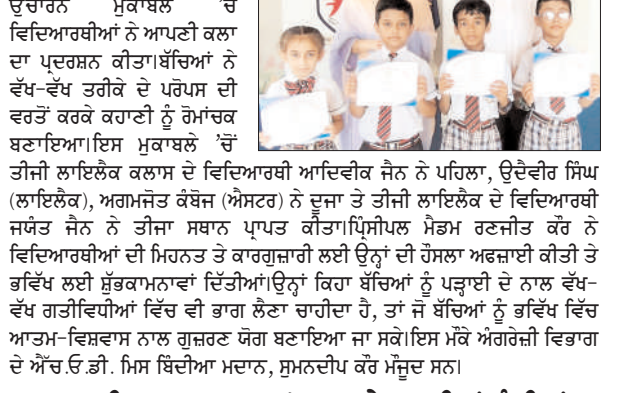 ਉਚਾਰਨ ਮੁਕਾਬਲੇ 'ਚ
ਵਿਦਿਆਰਥੀਆਂ ਨੇ ਆਪਣੀ ਕਲਾ
ਦਾ ਪ੍ਰਦਰਸ਼ਨ ਕੀਤਾ।ਬੱਚਿਆਂ ਨੇ
ਵੱਖ-ਵੱਖ ਤਰੀਕੇ ਦੇ ਪਰੋਪਸ ਦੀ
ਵਰਤੋਂ ਕਰਕੇ ਕਹਾਣੀ ਨੂੰ ਰੋਮਾਂਚਕ
ਬਣਾਇਆ।ਇਸ ਮੁਕਾਬਲੇ 'ਚੋਂ
ਤੀਜੀ ਲਾਇਲੈਕ ਕਲਾਸ ਦੇ ਵਿਦਿਆਰਥੀ ਆਦਿਵੀਕ ਜੈਨ ਨੇ ਪਹਿਲਾ, ਉਦੈਵੀਰ ਸਿੰਘ
(ਲਾਇਲੈਕ), ਅਗਮਜੋਤ ਕੰਬੋਜ (ਐਸਟਰ) ਨੇ ਦੂਜਾ ਤੇ ਤੀਜੀ ਲਾਇਲੈਕ ਦੇ ਵਿਦਿਆਰਥੀ
ਜਯੰਤ ਜੈਨ ਨੇ ਤੀਜਾ ਸਥਾਨ ਪ੍ਰਾਪਤ ਕੀਤਾ।ਪ੍ਰਿੰਸੀਪਲ ਮੈਡਮ ਰਣਜੀਤ ਕੌਰ ਨੇ
ਵਿਦਿਆਰਥੀਆਂ ਦੀ ਮਿਹਨਤ ਤੇ ਕਾਰਗੁਜ਼ਾਰੀ ਲਈ ਉਨ੍ਹਾਂ ਦੀ ਹੌਸਲਾ ਅਫਜ਼ਾਈ ਕੀਤੀ ਤੇ
ਭਵਿੱਖ ਲਈ ਸ਼ੁੱਭਕਾਮਨਾਵਾਂ ਦਿੱਤੀਆਂ।ਉਨ੍ਹਾਂ ਕਿਹਾ ਬੱਚਿਆਂ ਨੂੰ ਪੜ੍ਹਾਈ ਦੇ ਨਾਲ ਵੱਖ-
ਵੱਖ ਗਤੀਵਿਧੀਆਂ ਵਿੱਚ ਵੀ ਭਾਗ ਲੈਣਾ ਚਾਹੀਦਾ ਹੈ, ਤਾਂ ਜੋ ਬੱਚਿਆਂ ਨੂੰ ਭਵਿੱਖ ਵਿੱਚ
ਆਤਮ-ਵਿਸ਼ਵਾਸ ਨਾਲ ਗੁਜ਼ਰਣ ਯੋਗ ਬਣਾਇਆ ਜਾ ਸਕੇ।ਇਸ ਮੌਕੇ ਅੰਗਰੇਜ਼ੀ ਵਿਭਾਗ
ਦੇ ਐੱਚ.ਓ.ਡੀ. ਮਿਸ ਬਿੰਦੀਆ ਮਦਾਨ, ਸੁਮਨਦੀਪ ਕੌਰ ਮੌਜੂਦ ਸਨ।